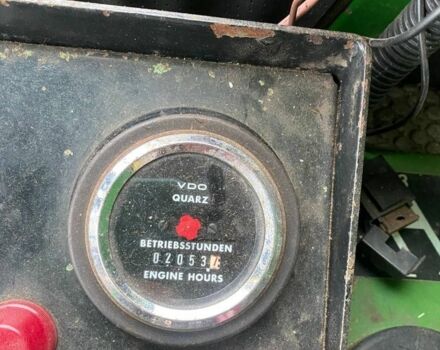 VDO
QUARZ
BETRIEBSSTUNDEN
02053
ENGINE HOURS